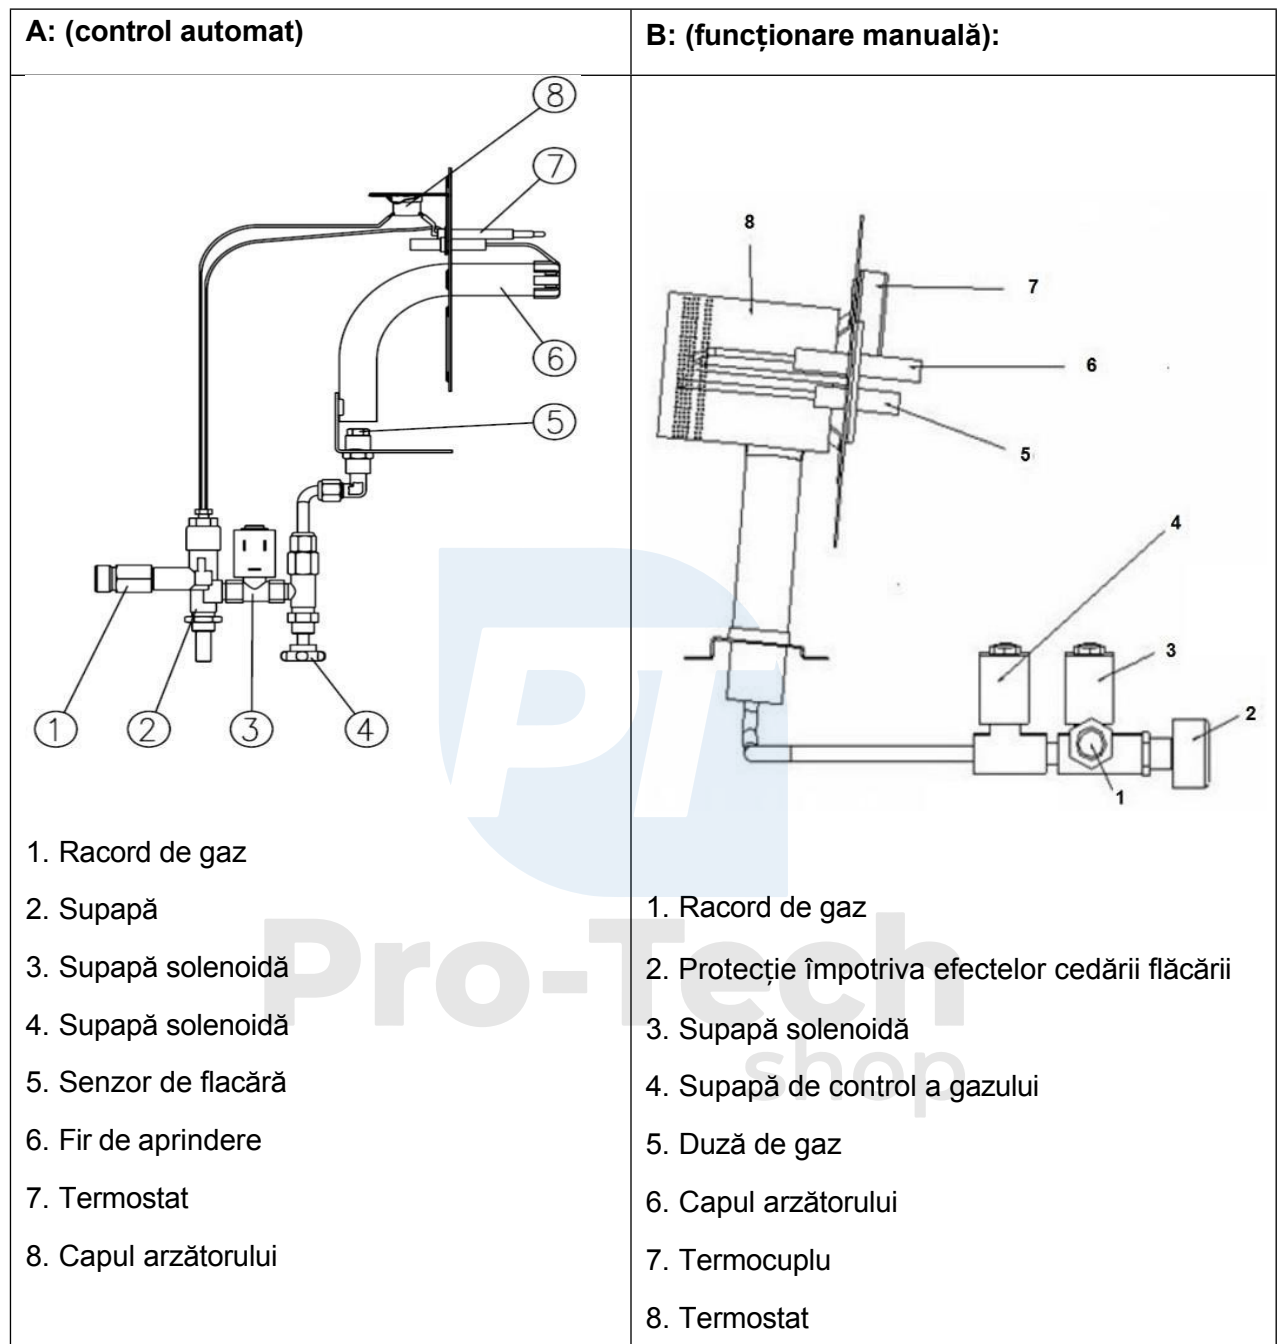 A: (control automat)
8
7
6
5
1
2
3
4
1. Racord de gaz
2. Supapă
3. Supapă solenoidă
4. Supapă solenoidă
5. Senzor de flacără
6. Fir de aprindere
7. Termostat
8. Capul arzătorului
B: (funcționare manuală):
8
7
6
5
4
3
2
1
1. Racord de gaz
2. Protecție împotriva efectelor cedării flăcării
3. Supapă solenoidă
4. Supapă de control a gazului
5. Duză de gaz
6. Capul arzătorului
7. Termocuplu
8. Termostat
PT
Pro-Tech
shop